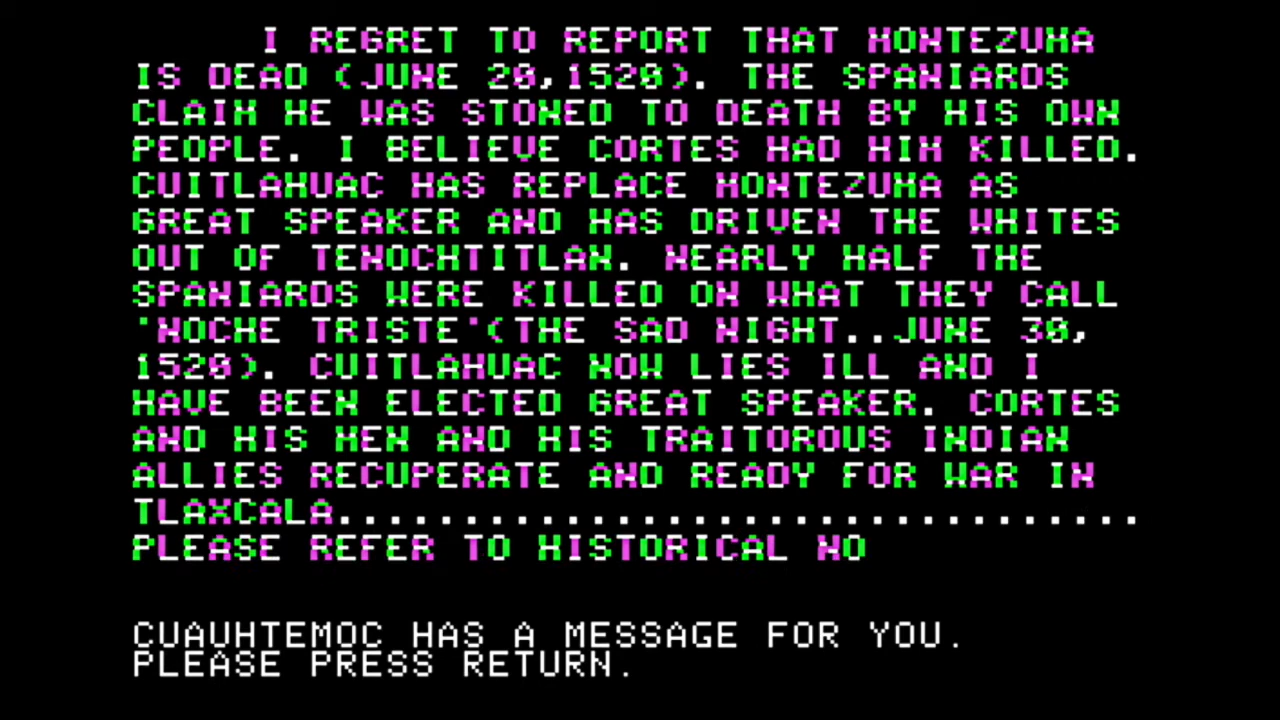 I REGRET TO REPORT THAT MONTEZUMA
IS DEAD (JUNE 20,1520). THE SPANIARDS
CLAIM HE WAS STONED TO DEATH BY HIS OWN
PEOPLE. I BELIEVE CORTES HAD HIM KILLED.
CUITLAHUAC HAS REPLACE MONTEZUMA AS
GREAT SPEAKER AND HAS DRIVEN THE WHITES
OUT OF TENOCHTITLAN. NEARLY HALF THE
SPANIARDS WERE KILLED ON WHAT THEY CALL
'NOCHE TRISTE'(THE SAD NIGHT..JUNE 30,
1520). CUITLAHUAC NOW LIES ILL AND I
HAVE BEEN ELECTED GREAT SPEAKER. CORTES
AND HIS MEN AND HIS TRAITOROUS INDIAN
ALLIES RECUPERATE AND READY FOR WAR IN
TLAXCALA................................
PLEASE REFER TO HISTORICAL NO
CUAUHTEMOC HAS A MESSAGE FOR YOU.
PLEASE PRESS RETURN.